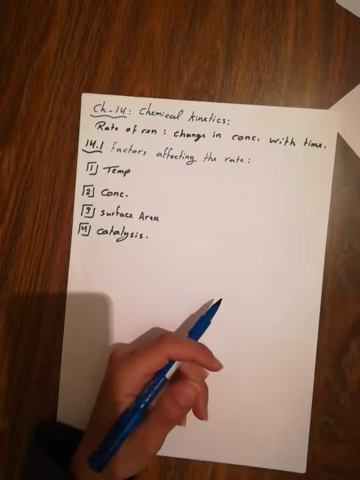 Ch-14: Chemical Kinetics:
Rate of rxn : change in conc. with time.
14.1 Factors affecting the rate:
1 Temp
2 Conc.
3 surface Area
4 catalysis.